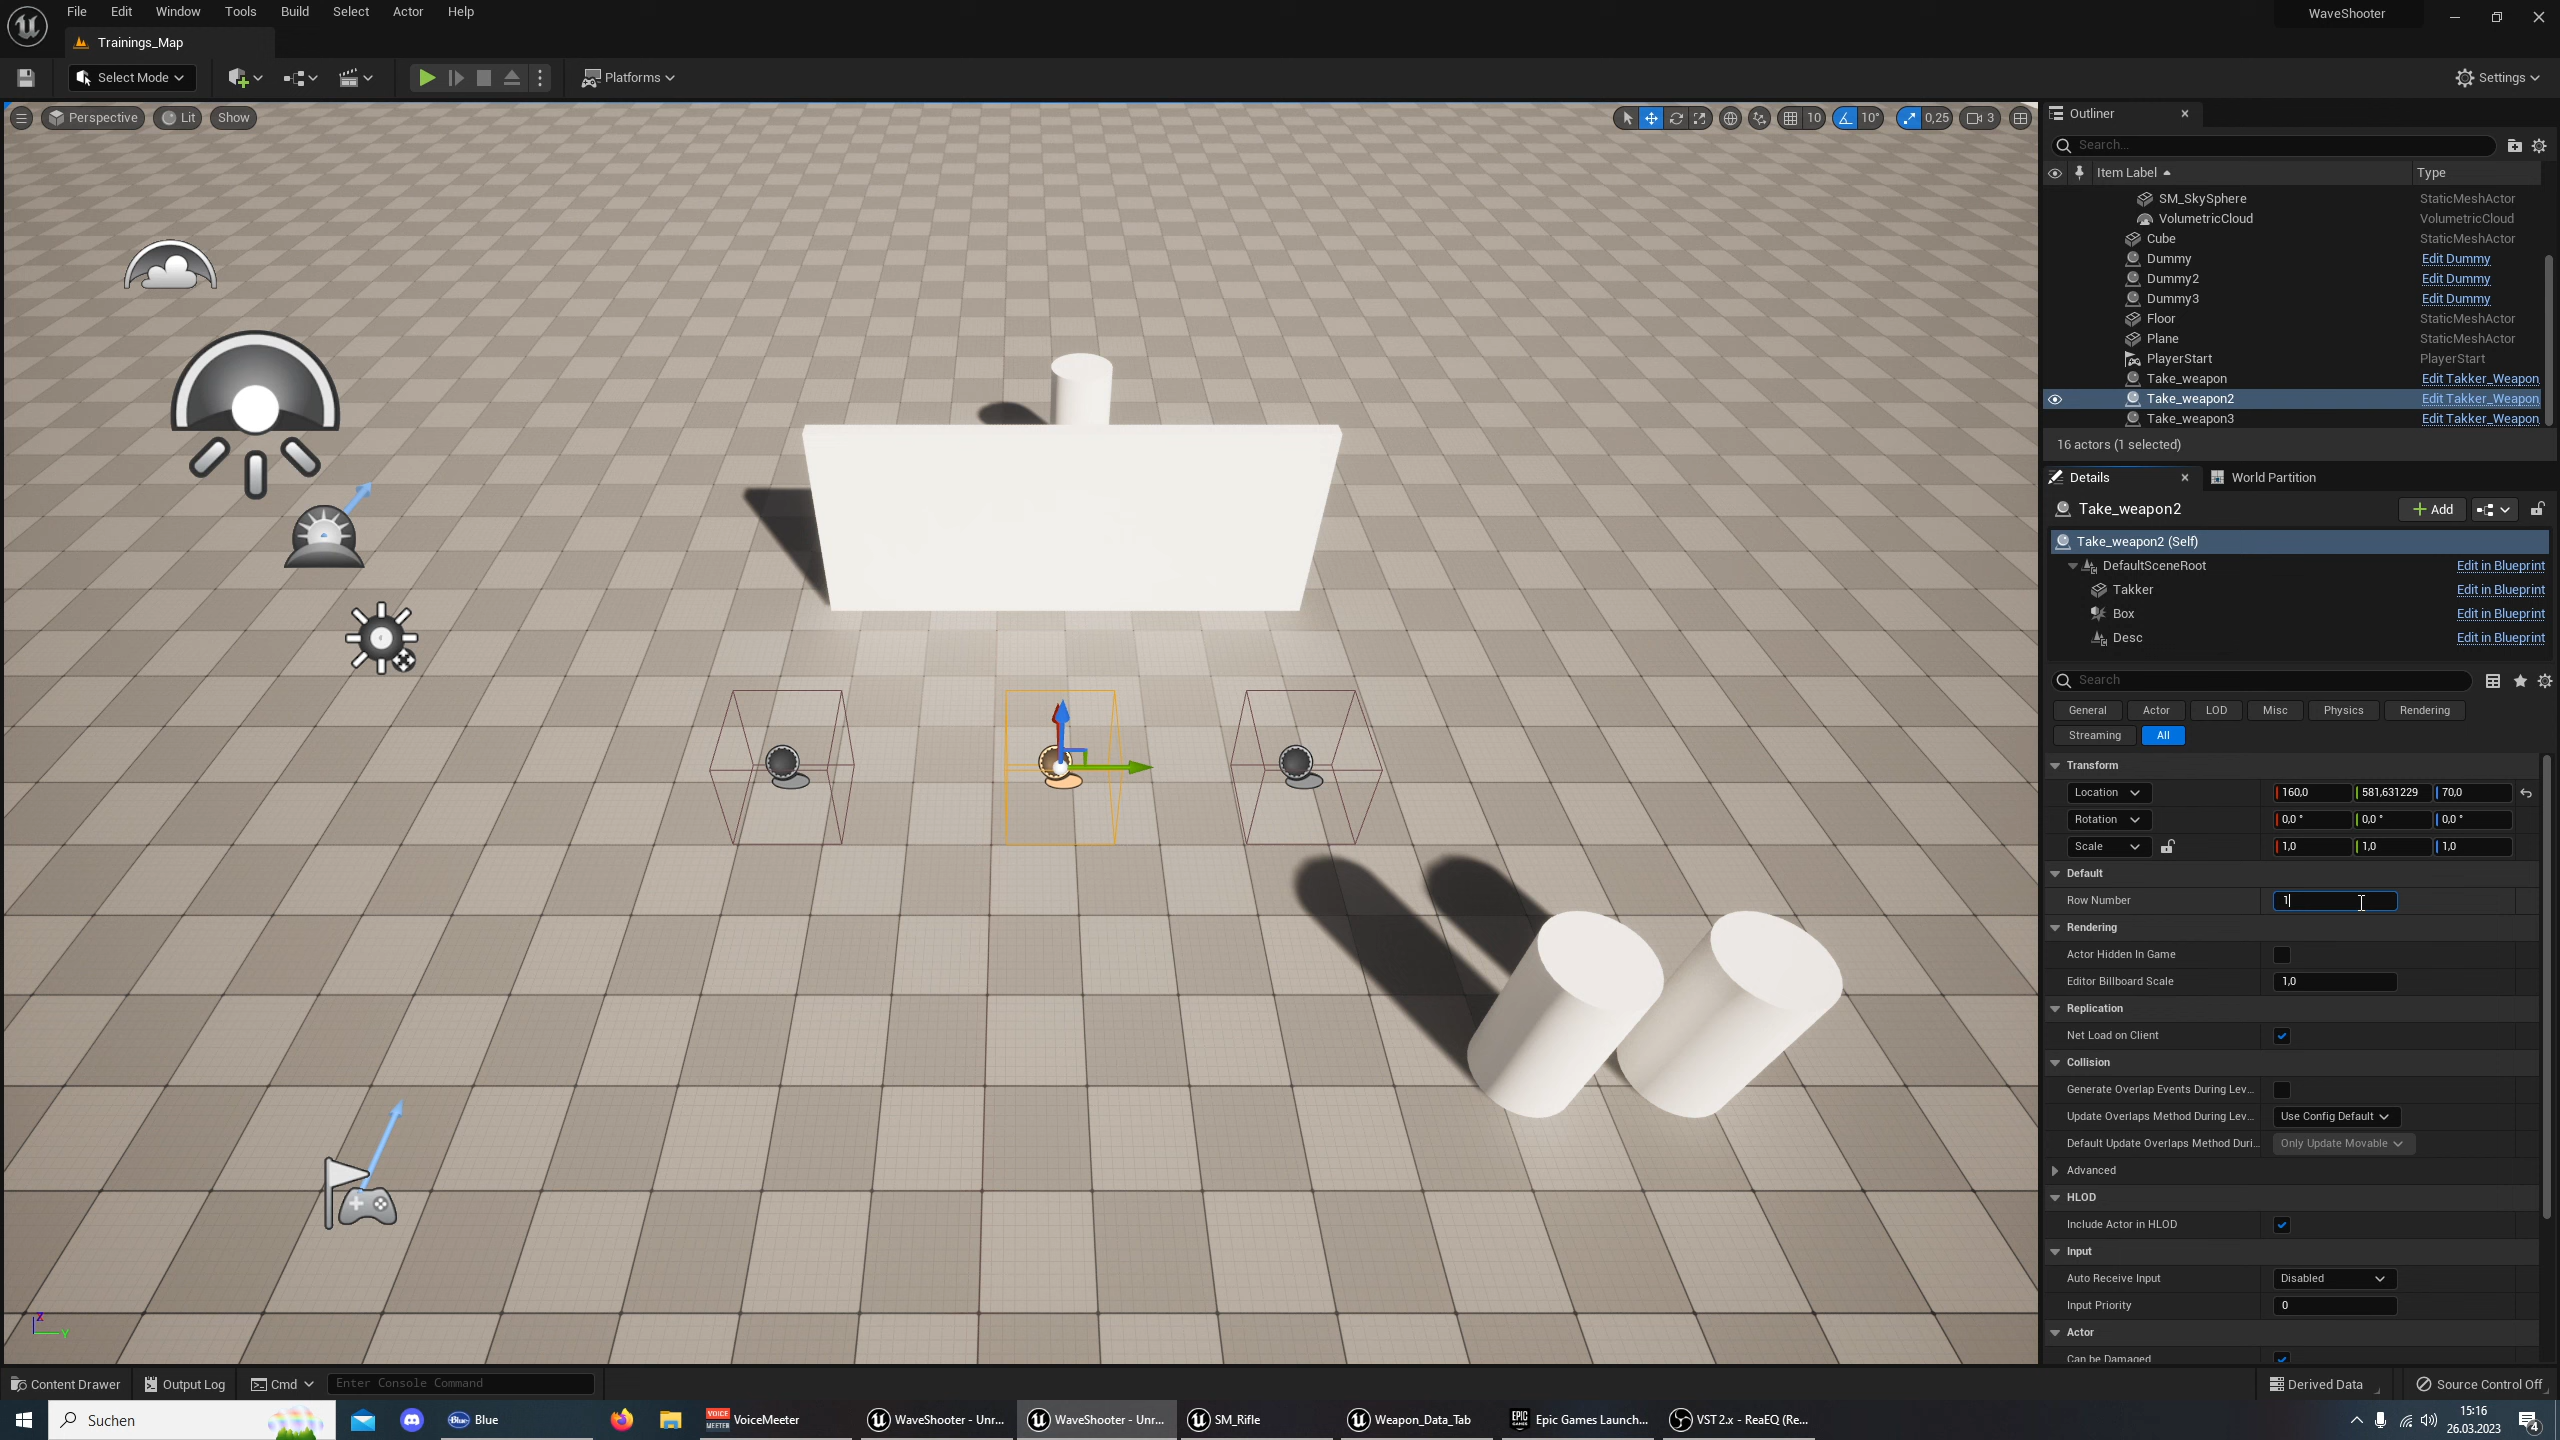 File Edit Window Tools Build Select Actor Help
WaveShooter
Trainings_Map
Select Mode
Platforms
Settings
Perspective Lit Show
10 10° 0,25 3
Outliner
Search...
Item Label Type
SM_SkySphere StaticMeshActor
VolumetricCloud VolumetricCloud
Cube StaticMeshActor
Dummy Edit Dummy
Dummy2 Edit Dummy
Dummy3 Edit Dummy
Floor StaticMeshActor
Plane StaticMeshActor
PlayerStart PlayerStart
Take_weapon Edit Takker_Weapon
Take_weapon2 Edit Takker_Weapon
Take_weapon3 Edit Takker_Weapon
16 actors (1 selected)
Details World Partition
Take_weapon2 Add
Take_weapon2 (Self)
DefaultSceneRoot Edit in Blueprint
Takker Edit in Blueprint
Box Edit in Blueprint
Desc Edit in Blueprint
Search
General Actor LOD Misc Physics Rendering
Streaming All
Transform
Location 160,0 581,631229 70,0
Rotation 0,0 ° 0,0 ° 0,0 °
Scale 1,0 1,0 1,0
Default
Row Number 1
Rendering
Actor Hidden In Game
Editor Billboard Scale 1,0
Replication
Net Load on Client
Collision
Generate Overlap Events During Lev...
Update Overlaps Method During Lev... Use Config Default
Default Update Overlaps Method Duri... Only Update Movable
Advanced
HLOD
Include Actor in HLOD
Input
Auto Receive Input Disabled
Input Priority 0
Actor
Can be Damaged
Z
Y
Content Drawer Output Log Cmd Enter Console Command Derived Data Source Control Off
Suchen Blue Blue VOICE MEETER VoiceMeeter WaveShooter - Unr... WaveShooter - Unr... SM_Rifle Weapon_Data_Tab EPIC GAMES Epic Games Launch... VST 2.x - ReaEQ (Re...
15:16
26.03.2023
4